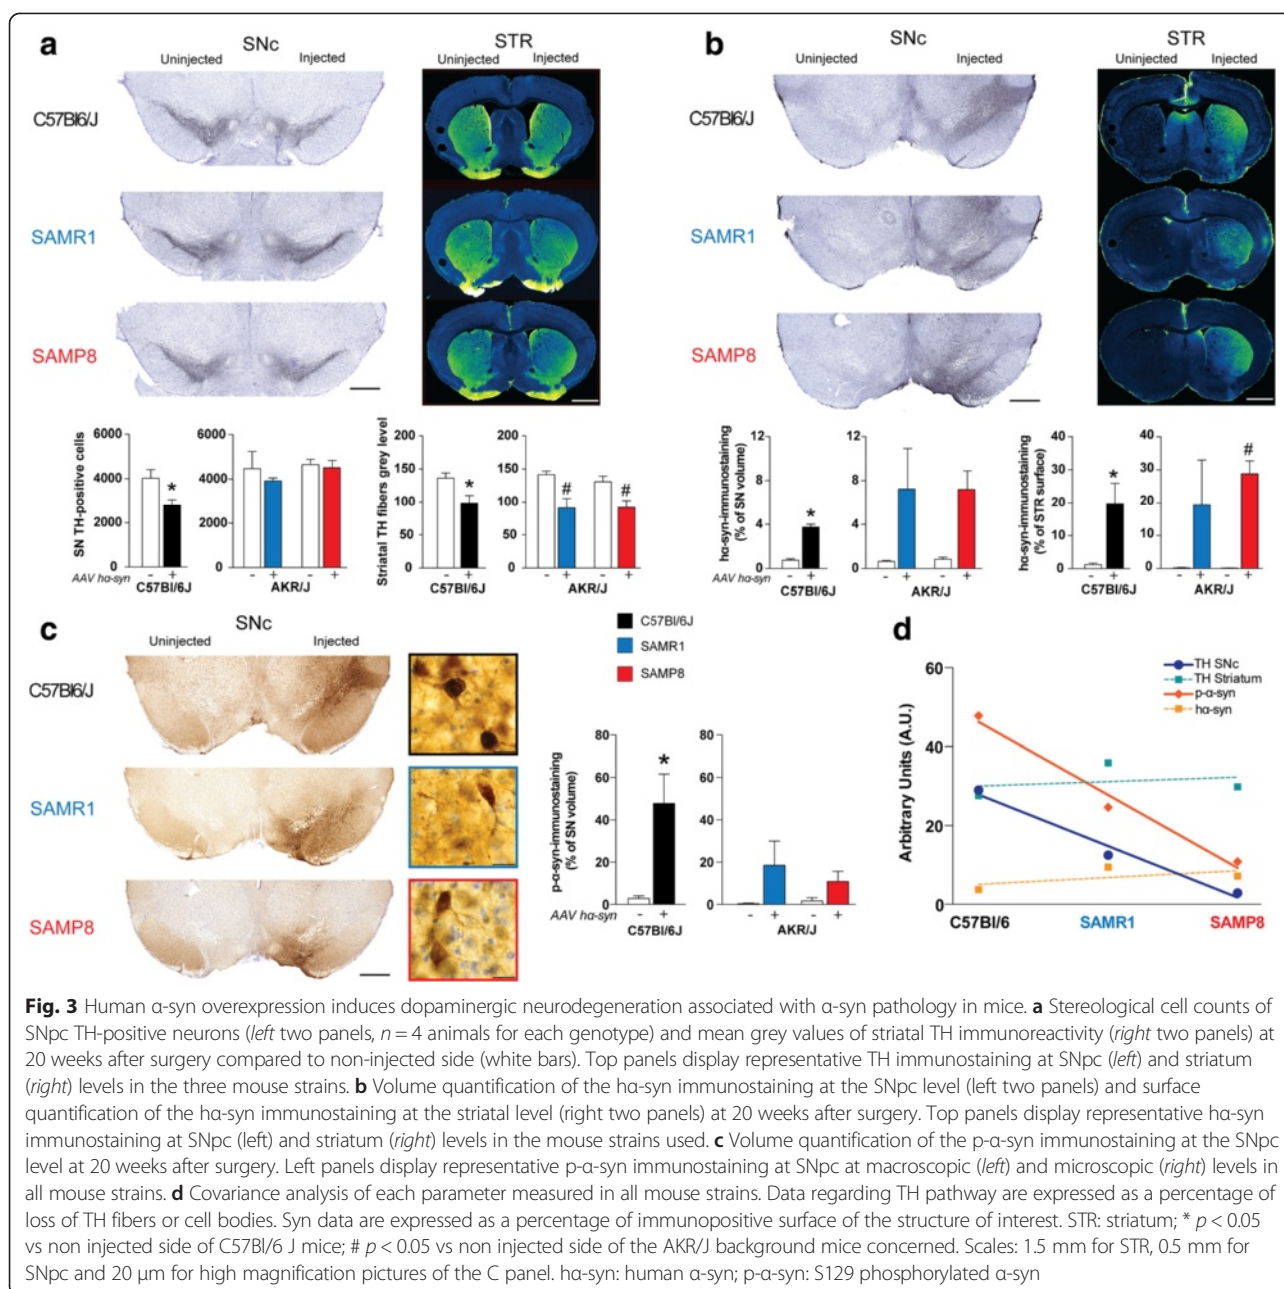 a
SNc
Uninjected
Injected
STR
Uninjected
Injected
C57Bl6/J
SAMR1
SAMP8
SN TH-positive cells
6000
4000
2000
0
6000
4000
2000
0
*
AAV hα-syn
- +
C57Bl/6J
- + - +
AKR/J
Striatal TH fibers grey level
200
150
100
50
0
200
150
100
50
0
*
# #
- +
C57Bl/6J
- + - +
AKR/J
b
SNc
Uninjected
Injected
STR
Uninjected
Injected
C57Bl6/J
SAMR1
SAMP8
hα-syn-immunostaining
(% of SN volume)
12
8
4
0
12
8
4
0
*
AAV hα-syn
- +
C57Bl/6J
- + - +
AKR/J
hα-syn-immunostaining
(% of STR surface)
40
30
20
10
0
40
30
20
10
0
*
#
- +
C57Bl/6J
- + - +
AKR/J
c
SNc
Uninjected
Injected
C57Bl6/J
SAMR1
SAMP8
C57Bl/6J
SAMR1
SAMP8
p-α-syn-immunostaining
(% of SN volume)
80
60
40
20
0
80
60
40
20
0
*
AAV hα-syn
- +
C57Bl/6J
- + - +
AKR/J
d
Arbitrary Units (A.U.)
60
40
20
0
TH SNc
TH Striatum
p-α-syn
hα-syn
C57Bl/6
SAMR1
SAMP8
Fig. 3 Human α-syn overexpression induces dopaminergic neurodegeneration associated with α-syn pathology in mice. a Stereological cell counts of
SNpc TH-positive neurons (left two panels, n = 4 animals for each genotype) and mean grey values of striatal TH immunoreactivity (right two panels) at
20 weeks after surgery compared to non-injected side (white bars). Top panels display representative TH immunostaining at SNpc (left) and striatum
(right) levels in the three mouse strains. b Volume quantification of the hα-syn immunostaining at the SNpc level (left two panels) and surface
quantification of the hα-syn immunostaining at the striatal level (right two panels) at 20 weeks after surgery. Top panels display representative hα-syn
immunostaining at SNpc (left) and striatum (right) levels in the mouse strains used. c Volume quantification of the p-α-syn immunostaining at the SNpc
level at 20 weeks after surgery. Left panels display representative p-α-syn immunostaining at SNpc at macroscopic (left) and microscopic (right) levels in
all mouse strains. d Covariance analysis of each parameter measured in all mouse strains. Data regarding TH pathway are expressed as a percentage of
loss of TH fibers or cell bodies. Syn data are expressed as a percentage of immunopositive surface of the structure of interest. STR: striatum; * p < 0.05
vs non injected side of C57Bl/6 J mice; # p < 0.05 vs non injected side of the AKR/J background mice concerned. Scales: 1.5 mm for STR, 0.5 mm for
SNpc and 20 μm for high magnification pictures of the C panel. hα-syn: human α-syn; p-α-syn: S129 phosphorylated α-syn